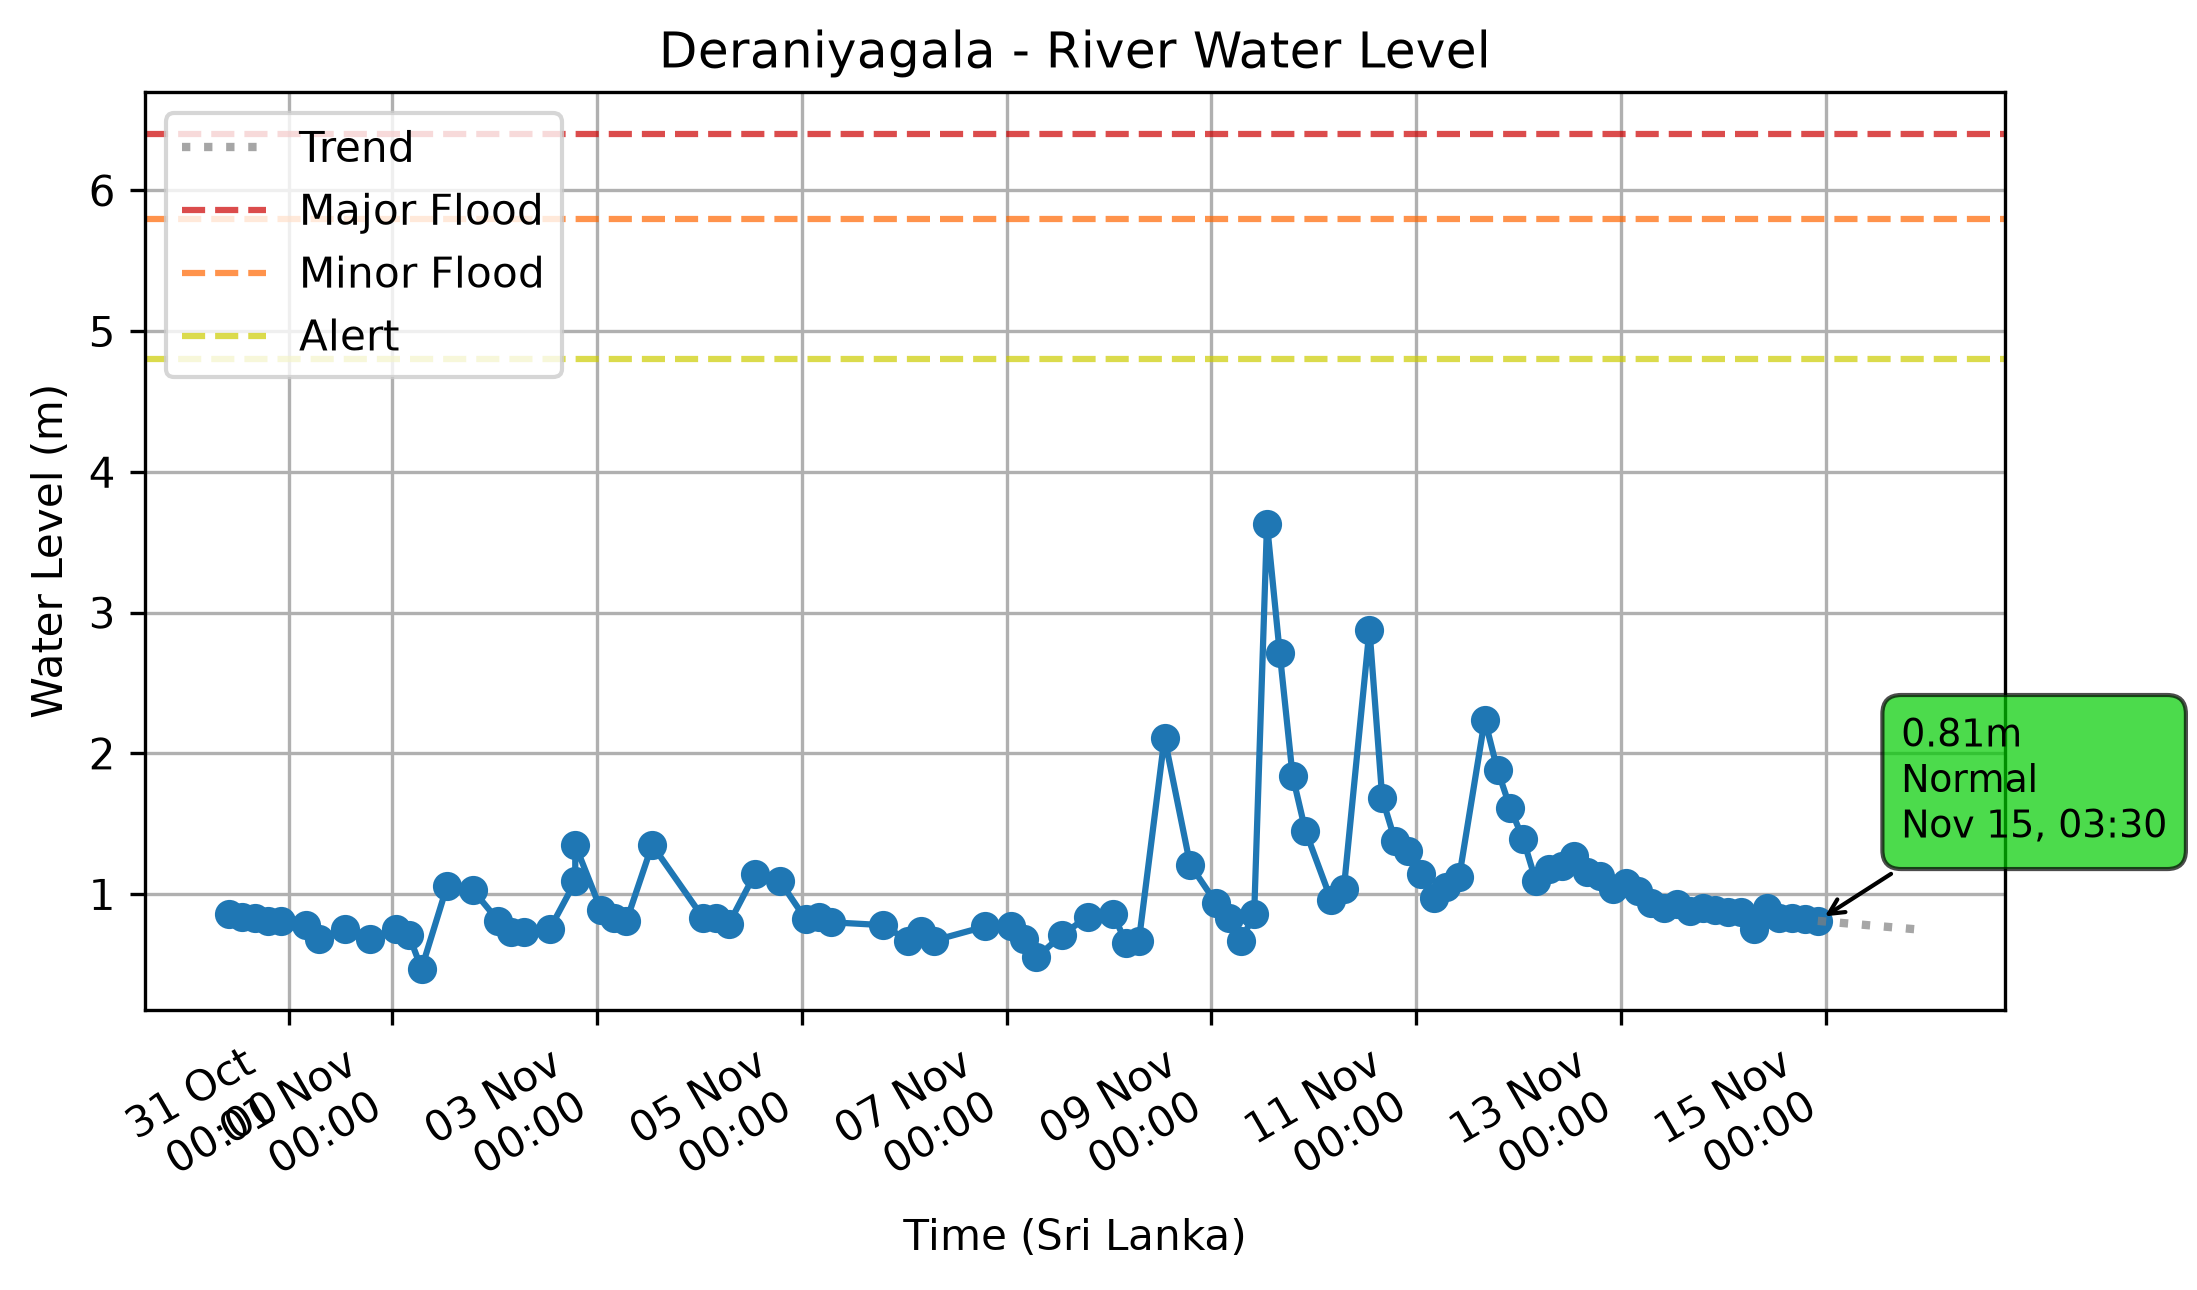 Deraniyagala - River Water Level
Trend
Major Flood
Minor Flood
Alert
6
5
4
3
2
1
Water Level (m)
0.81m
Normal
Nov 15, 03:30
31 Oct
00:00
01 Nov
00:00
03 Nov
00:00
05 Nov
00:00
07 Nov
00:00
09 Nov
00:00
11 Nov
00:00
13 Nov
00:00
15 Nov
00:00
Time (Sri Lanka)